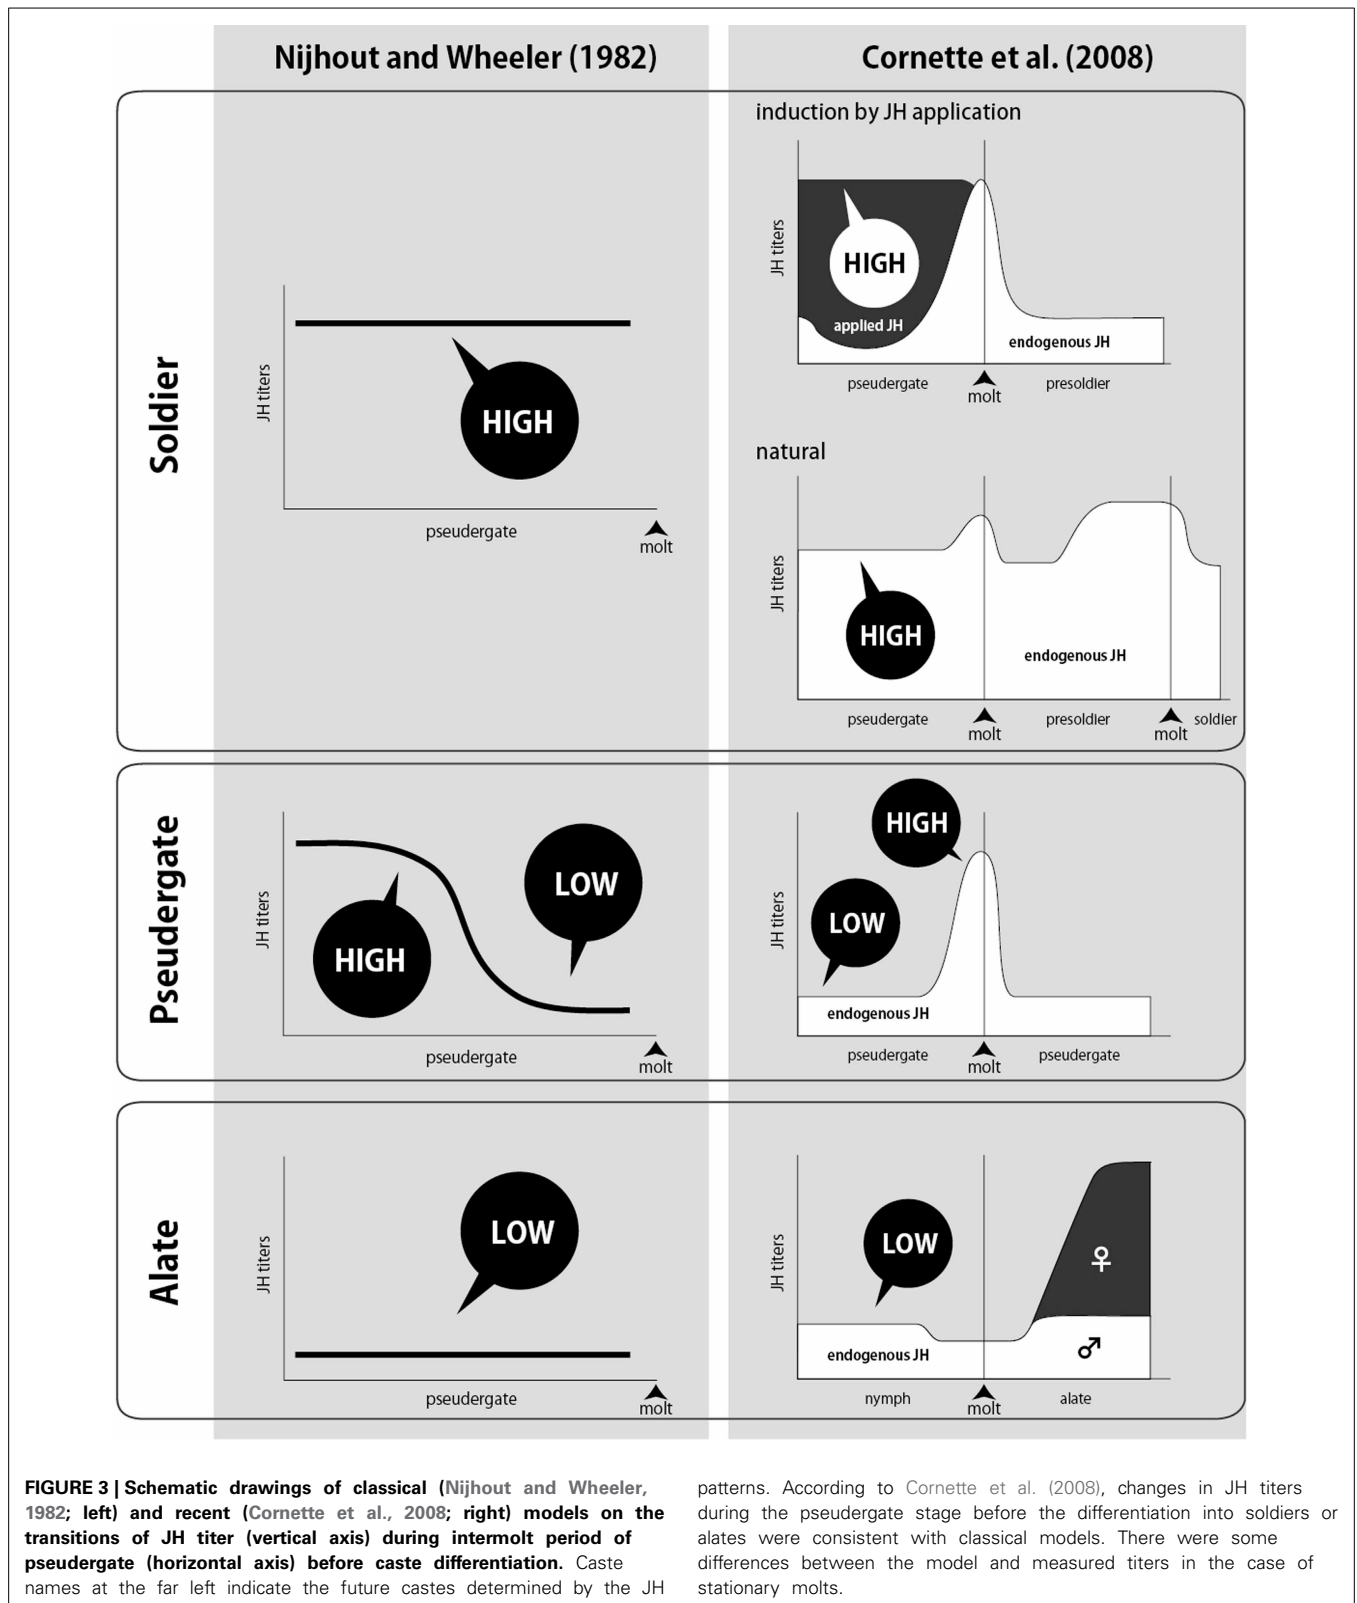 Nijhout and Wheeler (1982)
Cornette et al. (2008)
Soldier
JH titers
HIGH
pseudergate
molt
induction by JH application
JH titers
HIGH
applied JH
endogenous JH
pseudergate
molt
presoldier
natural
JH titers
HIGH
endogenous JH
pseudergate
molt
presoldier
molt
soldier
Pseudergate
JH titers
HIGH
LOW
pseudergate
molt
JH titers
HIGH
LOW
endogenous JH
pseudergate
molt
pseudergate
Alate
JH titers
LOW
pseudergate
molt
JH titers
LOW
endogenous JH
♀
♂
nymph
molt
alate
FIGURE 3 | Schematic drawings of classical (Nijhout and Wheeler,
1982; left) and recent (Cornette et al., 2008; right) models on the
transitions of JH titer (vertical axis) during intermolt period of
pseudergate (horizontal axis) before caste differentiation. Caste
names at the far left indicate the future castes determined by the JH
patterns. According to Cornette et al. (2008), changes in JH titers
during the pseudergate stage before the differentiation into soldiers or
alates were consistent with classical models. There were some
differences between the model and measured titers in the case of
stationary molts.